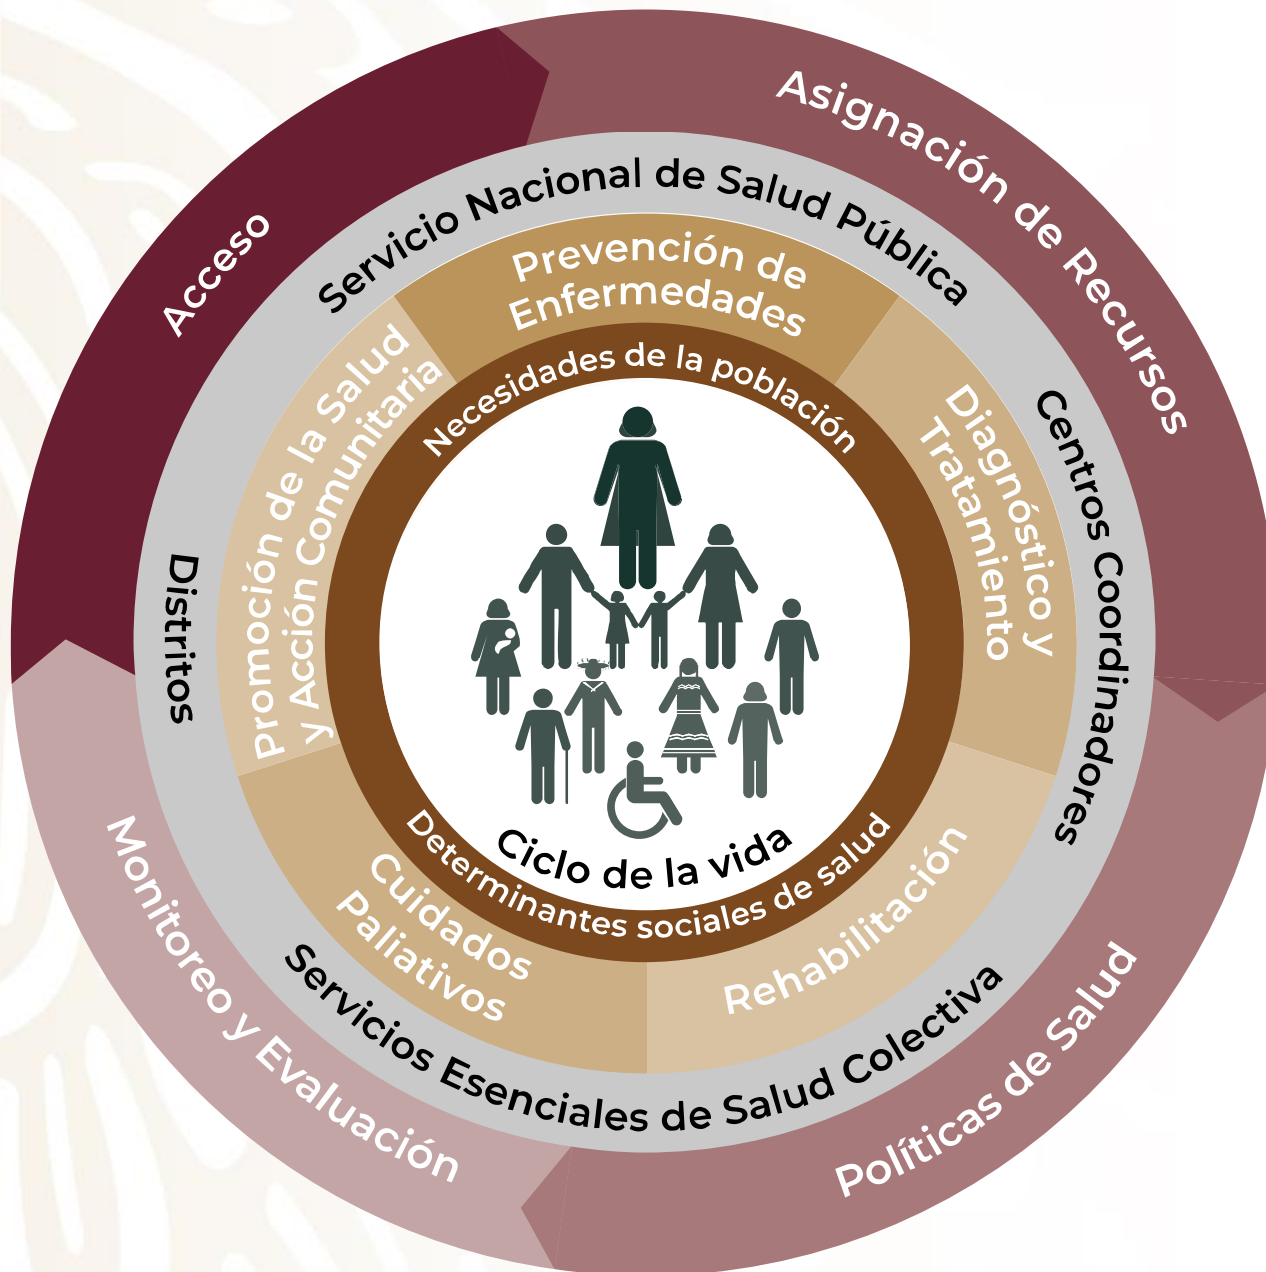 Acceso
Asignación de Recursos
Políticas de Salud
Monitoreo y Evaluación
Servicio Nacional de Salud Pública
Centros Coordinadores
Servicios Esenciales de Salud Colectiva
Distritos
Prevención de
Enfermedades
Diagnóstico y
Tratamiento
Rehabilitación
Cuidados
Paliativos
Promoción de la Salud
y Acción Comunitaria
Necesidades de la población
Determinantes sociales de salud
Ciclo de la vida